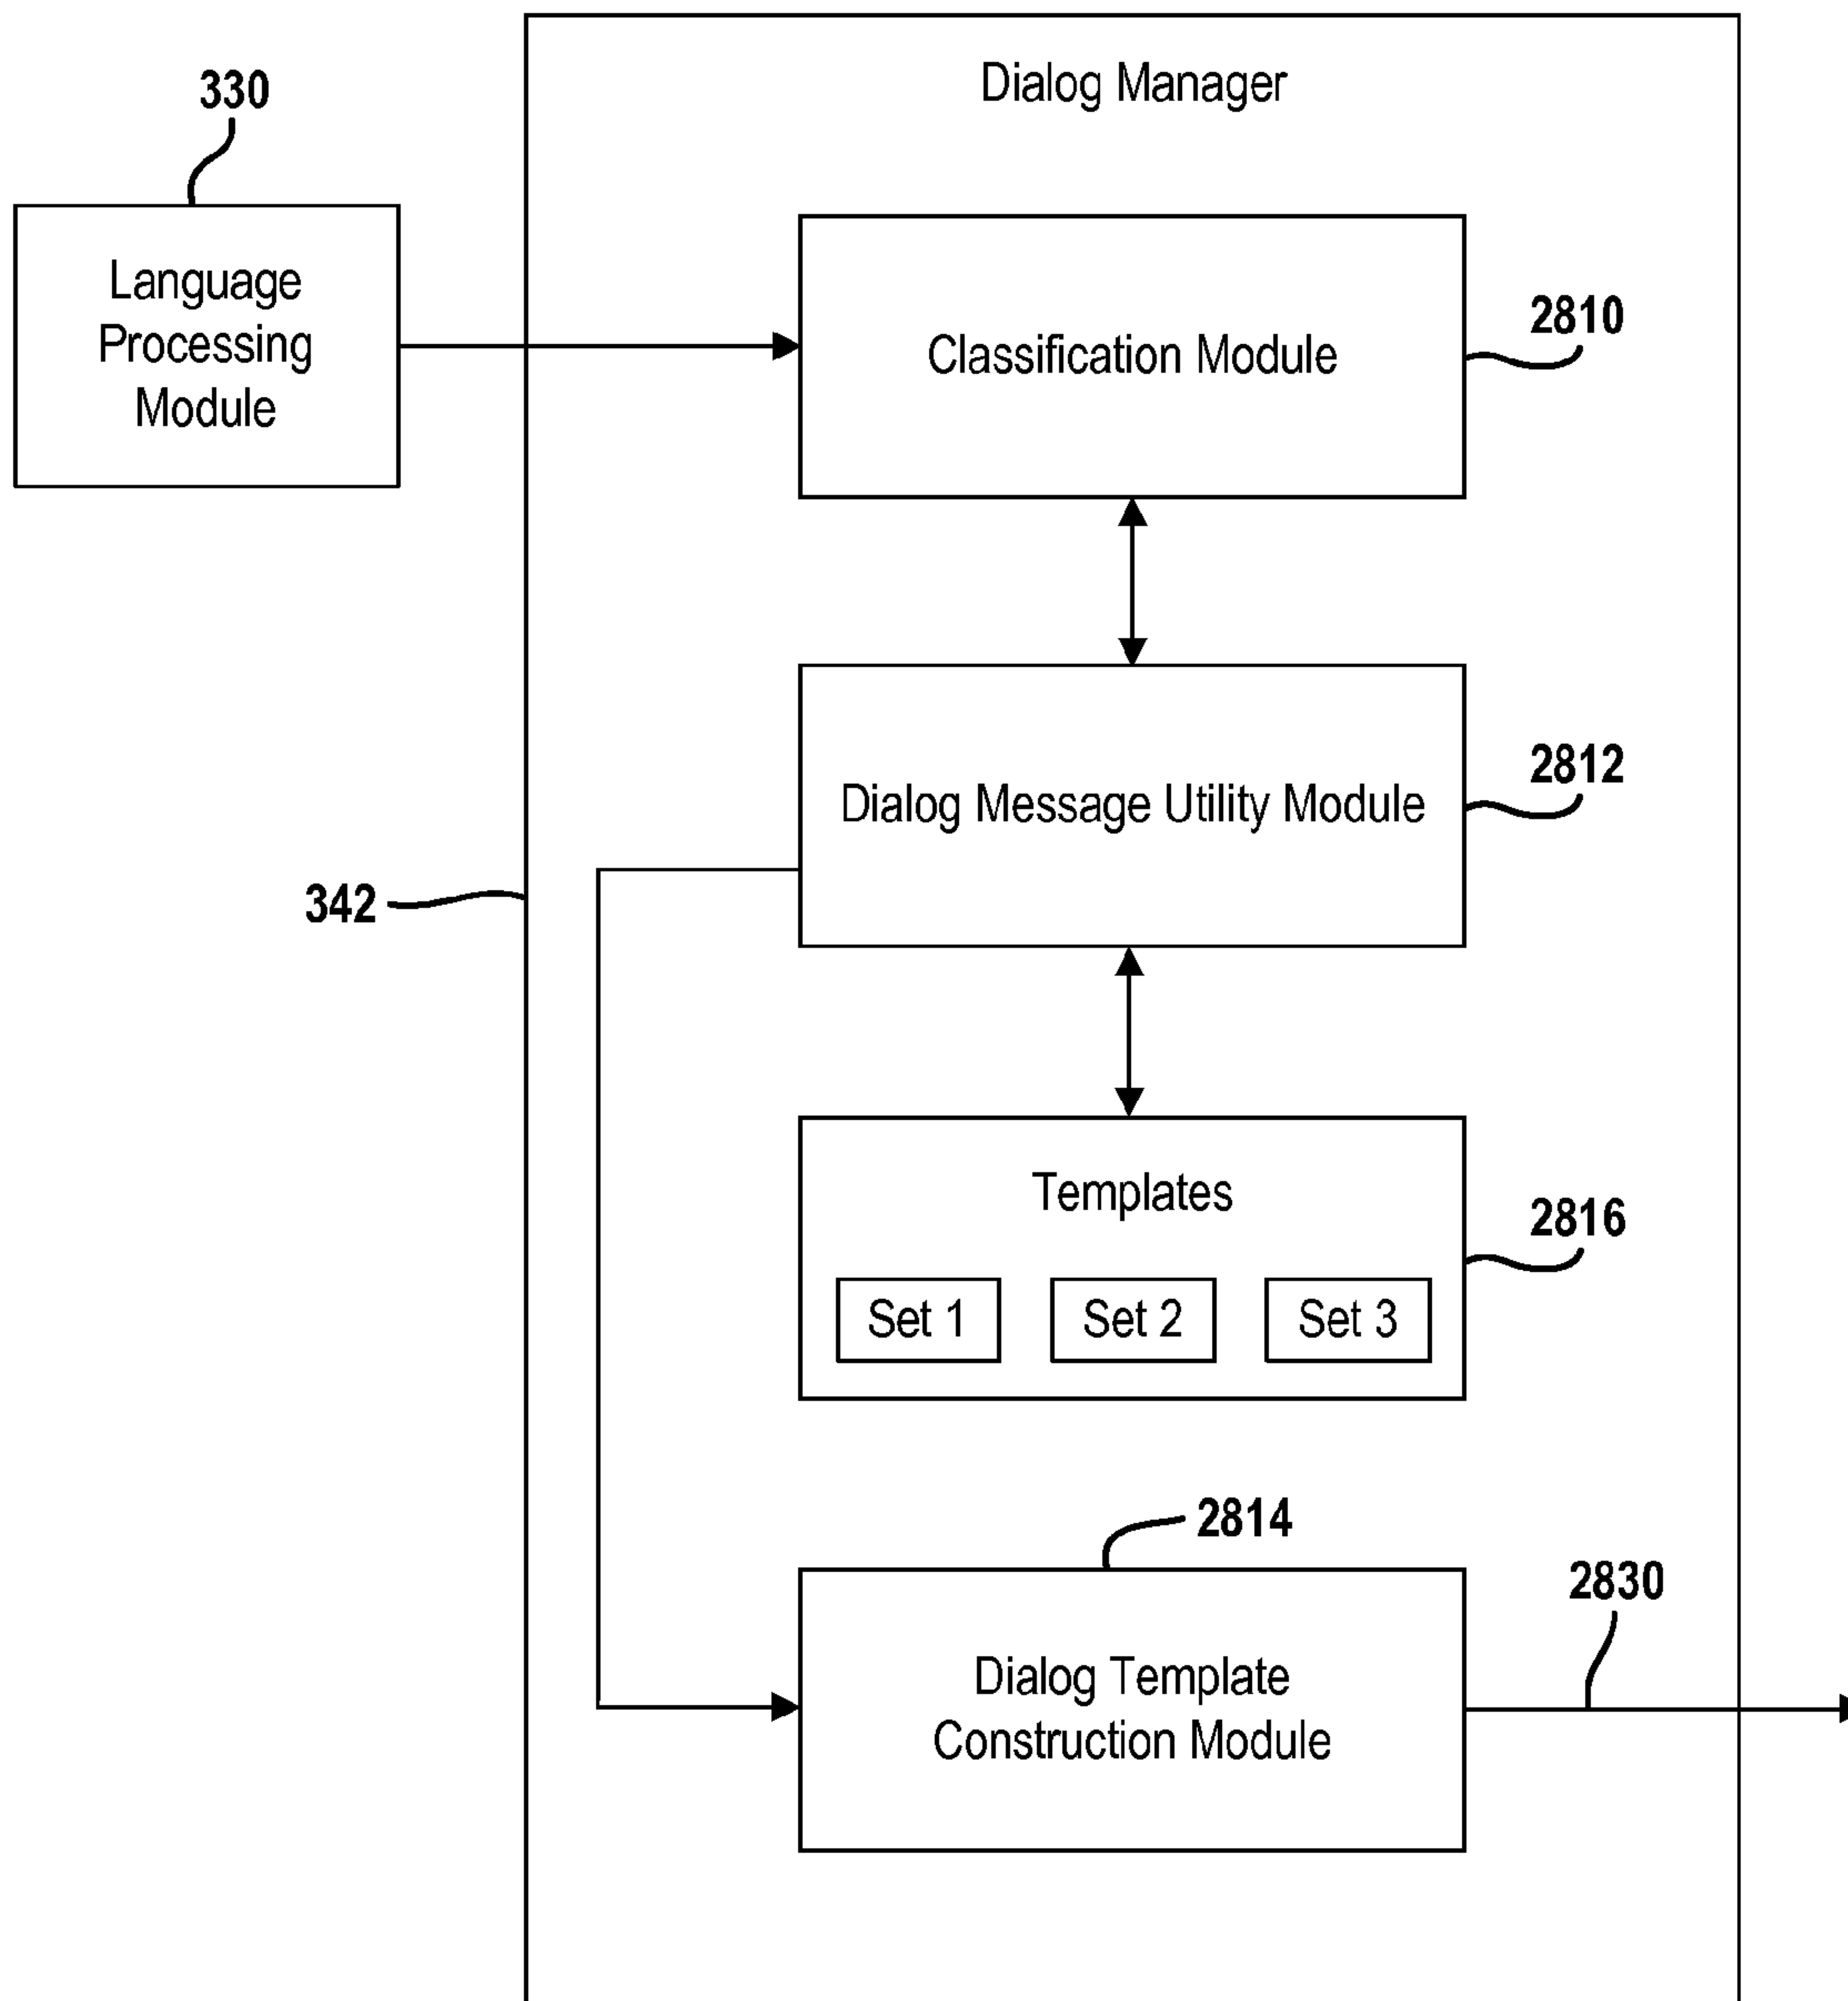 Dialog Manager
330
Language
Processing
Module
Classification Module
2810
Dialog Message Utility Module
2812
342
Templates
2816
Set 1
Set 2
Set 3
2814
2830
Dialog Template
Construction Module